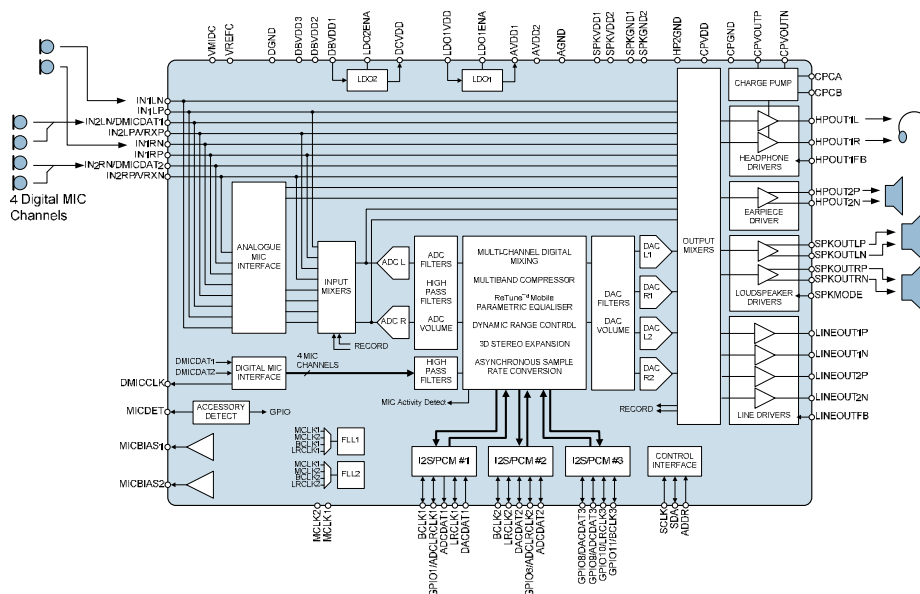 VMIDC
VREFC
DGND
DBVDD3
DBVDD2
DBVDD1
LDO2ENA
DCVDD
LDO1VDD
LDO1ENA
AVDD1
AVDD2
AGND
SPKVDD1
SPKVDD2
SPKGND1
SPKGND2
HP2GND
CPVDD
CPGND
CPVOUTP
CPVOUTN
LDO2
LDO1
CHARGE PUMP
CPCA
CPCB
IN1LN
IN1LP
IN2LN/DMICDAT1
IN2LP/VRXP
IN1RN
IN1RP
IN2RN/DMICDAT2
IN2RP/VRXN
4 Digital MIC
Channels
HPOUT1L
HPOUT1R
HPOUT1FB
HEADPHONE
DRIVERS
HPOUT2P
HPOUT2N
EARPIECE
DRIVER
ANALOGUE
MIC
INTERFACE
INPUT
MIXERS
ADC L
ADC R
RECORD
ADC
FILTERS
HIGH
PASS
FILTERS
ADC
VOLUME
MULTI-CHANNEL DIGITAL
MIXING
MULTIBAND COMPRESSOR
ReTune™ Mobile
PARAMETRIC EQUALISER
DYNAMIC RANGE CONTROL
3D STEREO EXPANSION
ASYNCHRONOUS SAMPLE
RATE CONVERSION
DAC
FILTERS
DAC
VOLUME
DAC
L1
DAC
R1
DAC
L2
DAC
R2
OUTPUT
MIXERS
SPKOUTLP
SPKOUTLN
SPKOUTRP
SPKOUTRN
SPKMODE
LOUDSPEAKER
DRIVERS
LINEOUT1P
LINEOUT1N
LINEOUT2P
LINEOUT2N
LINEOUTFB
LINE DRIVERS
RECORD
DMICDAT1
DMICDAT2
DIGITAL MIC
INTERFACE
4 MIC
CHANNELS
HIGH
PASS
FILTERS
MIC Activity Detect
DMICCLK
MICDET
ACCESSORY
DETECT
GPIO
MICBIAS1
MICBIAS2
MCLK1
MCLK2
BCLK1
LRCLK1
FLL1
MCLK1
MCLK2
BCLK2
LRCLK2
FLL2
I2S/PCM #1
I2S/PCM #2
I2S/PCM #3
CONTROL
INTERFACE
MCLK2
MCLK1
BCLK1
GPIO1/ADCLRCLK1
ADCDAT1
LRCLK1
DACDAT1
BCLK2
LRCLK2
DACDAT2
GPIO6/ADCLRCLK2
ADCDAT2
GPIO8/DACDAT3
GPIO9/ADCDAT3
GPIO10/LRCLK3
GPIO11/BCLK3
SCLK
SDA
ADDR